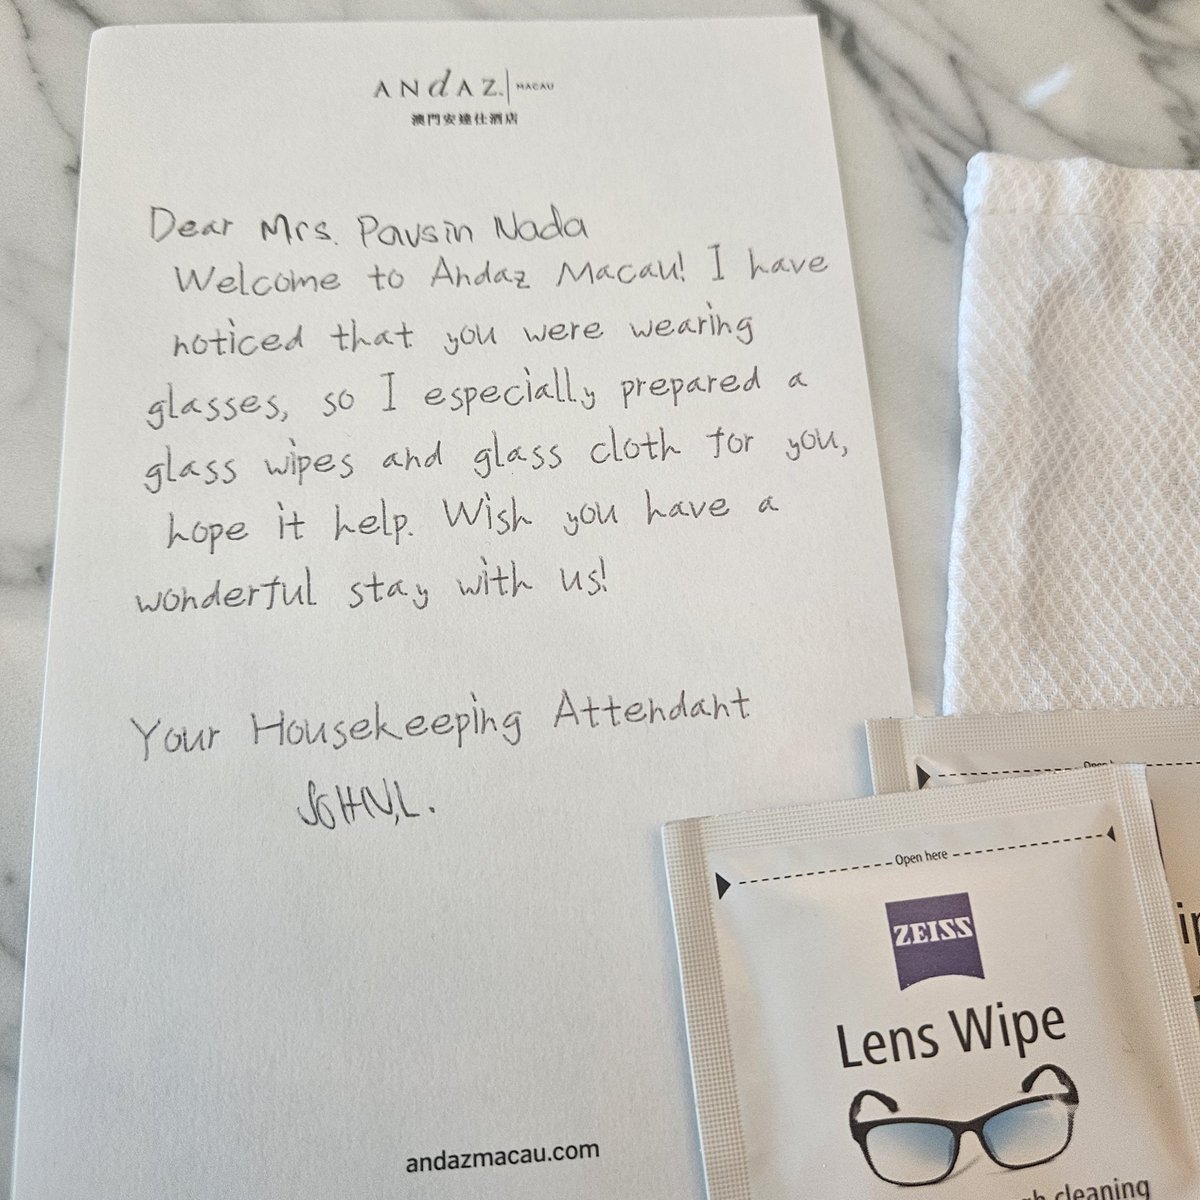 ANdAZ. MACAU
澳門安達仕酒店
Dear Mrs. Pavsin Nada
Welcome to Andaz Macau! I have
noticed that you were wearing
glasses, so I especially prepared a
glass wipes and glass cloth for you,
hope it help. Wish you have a
wonderful stay with us!
Your Housekeeping Attendant
JOHN,L.
andazmacau.com
Open
Open here
ZEISS
Lens Wipe
cleaning